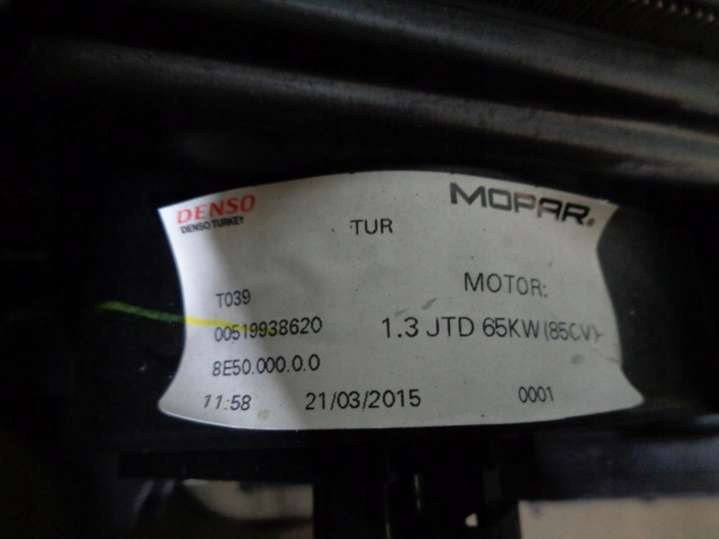 DENSO
DENSO TURKEY
TUR
MOPAR®
T039
MOTOR:
00519938620
1.3 JTD 65KW (85CV)
8E50.000.0.0
11:58
21/03/2015
0001